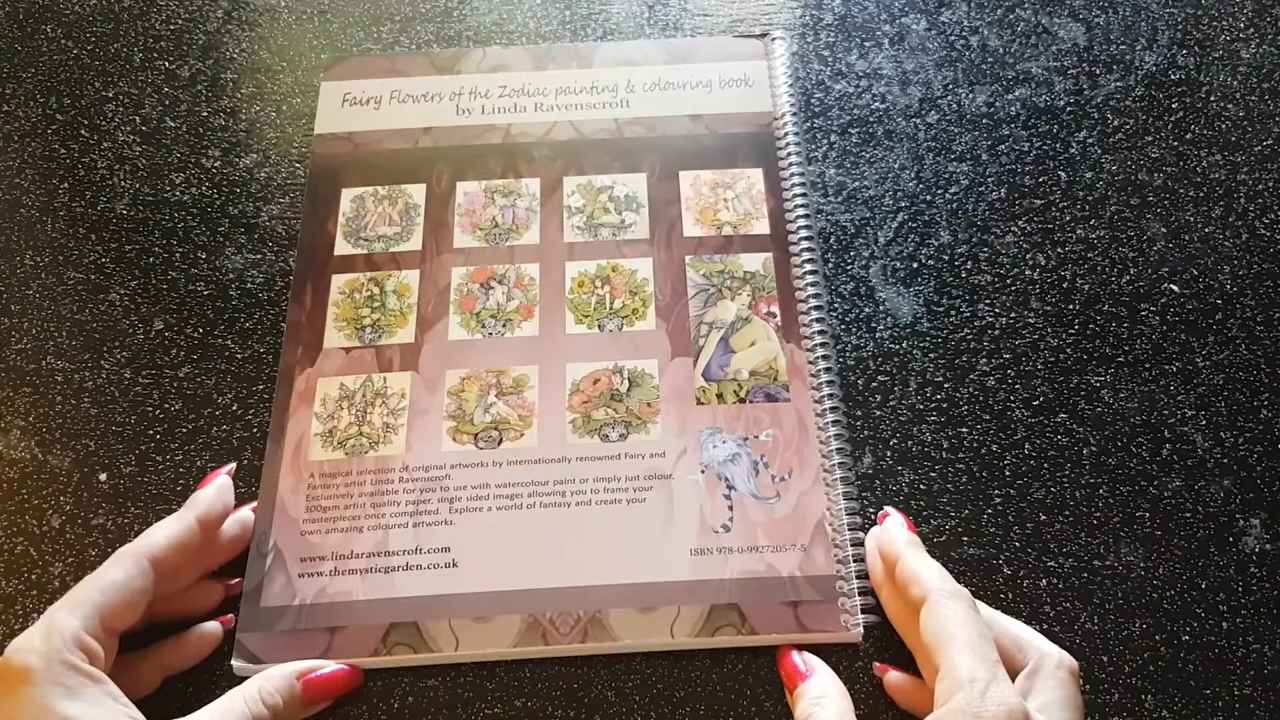 Fairy Flowers of the Zodiac painting & colouring book
by Linda Ravenscroft
A magical selection of original artworks by internationally renowned Fairy and
Fantasy artist Linda Ravenscroft.
Exclusively available for you to use with watercolour paint or simply just colour,
300gsm artist quality paper, single sided images allowing you to frame your
masterpieces once completed. Explore a world of fantasy and create your
own amazing coloured artworks.
www.lindaravenscroft.com
www.themysticgarden.co.uk
ISBN 978-0-9927205-7-5